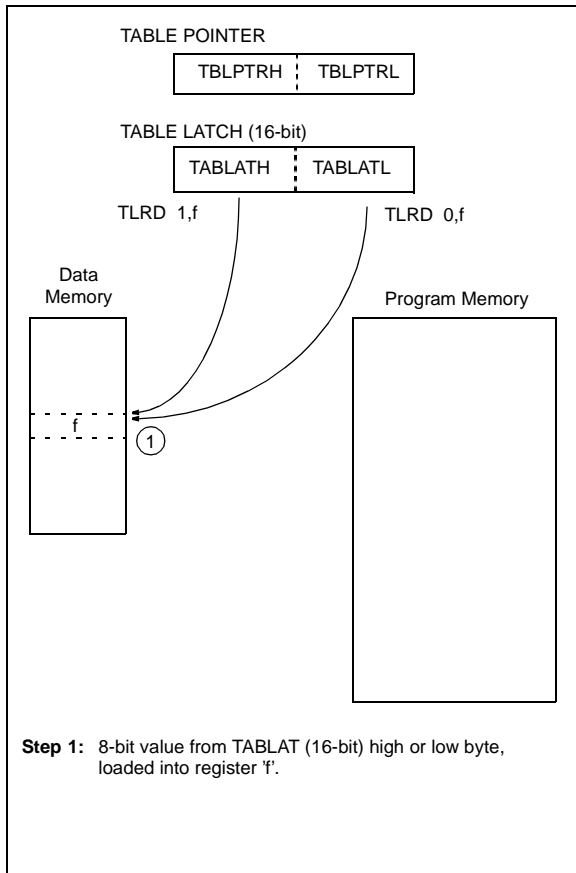 TABLE POINTER
TBLPTRH TBLPTRL
TABLE LATCH (16-bit)
TABLATH TABLATL
TLRD 1,f TLRD 0,f
Data
Memory
Program Memory
f
1
Step 1: 8-bit value from TABLAT (16-bit) high or low byte,
loaded into register 'f'.